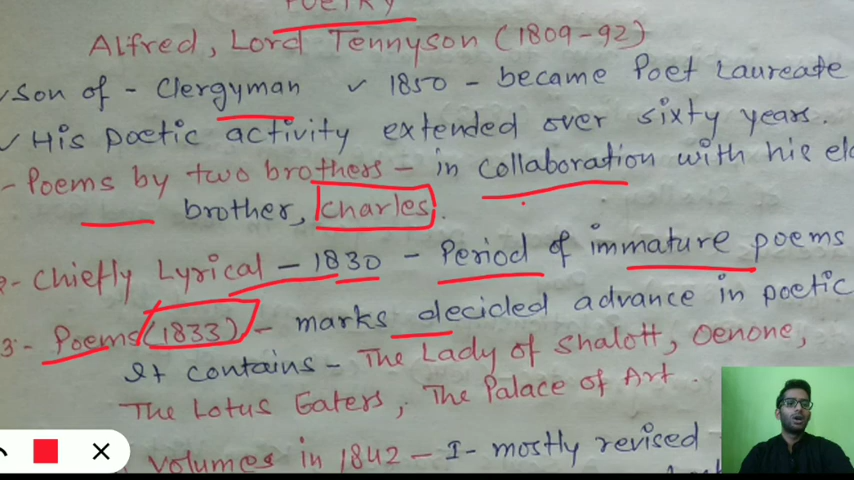 POETRY
Alfred, Lord Tennyson (1809-92)
✓ Son of - Clergyman ✓ 1850 - became Poet Laureate
✓ His poetic activity extended over sixty years.
- Poems by two brothers - in collaboration with his
brother, Charles.
- Chiefly Lyrical - 1830 - Period of immature poems
3 - Poems (1833) - marks decided advance in poetic
It contains - The Lady of Shalott, Oenone,
The Lotus Eaters, The Palace of Art.
volumes in 1842 - I - mostly revised